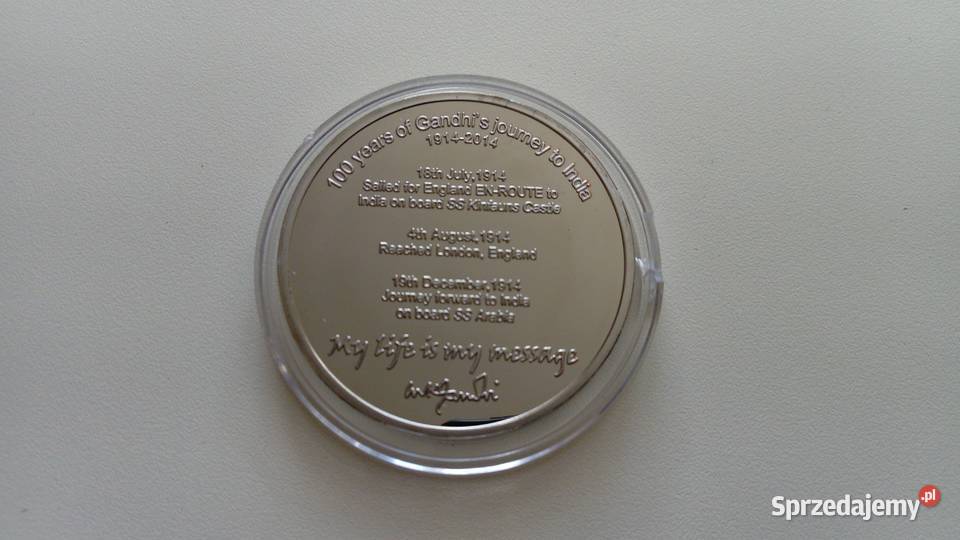 100 years of Gandhi's journey to India
1914-2014
18th July,1914
Sailed for England EN-ROUTE to
India on board SS Kinfauns Castle
4th August,1914
Reached London, England
19th December,1914
Journey forward to India
on board SS Arabia
My life is my message
MKGandhi
Sprzedajemy.pl